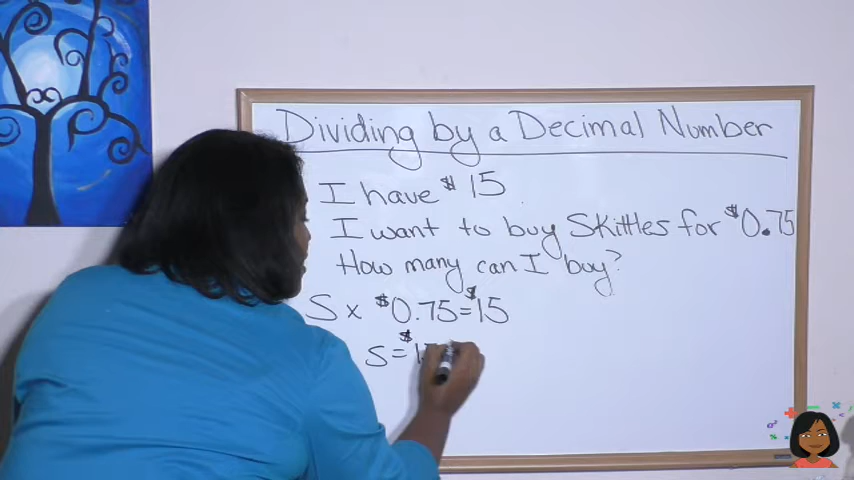 Dividing by a Decimal Number
I have $15
I want to buy Skittles for $0.75
How many can I buy?
S x $0.75=$15
S=$15